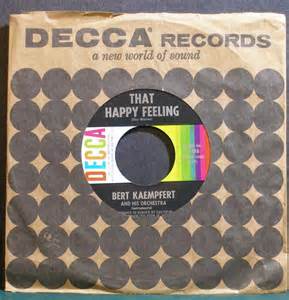 DECCA RECORDS
a new world of sound
THAT
HAPPY FEELING
DECCA
BERT KAEMPFERT
AND HIS ORCHESTRA